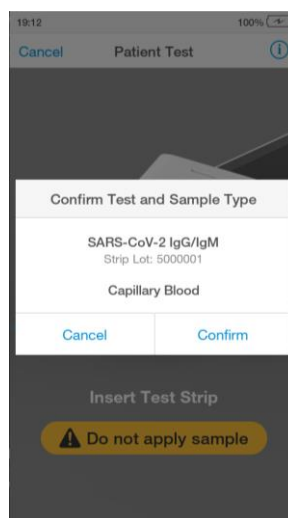 19:12 100%
Cancel Patient Test
Confirm Test and Sample Type
SARS-CoV-2 IgG/IgM
Strip Lot: 5000001
Capillary Blood
Cancel Confirm
Insert Test Strip
Do not apply sample